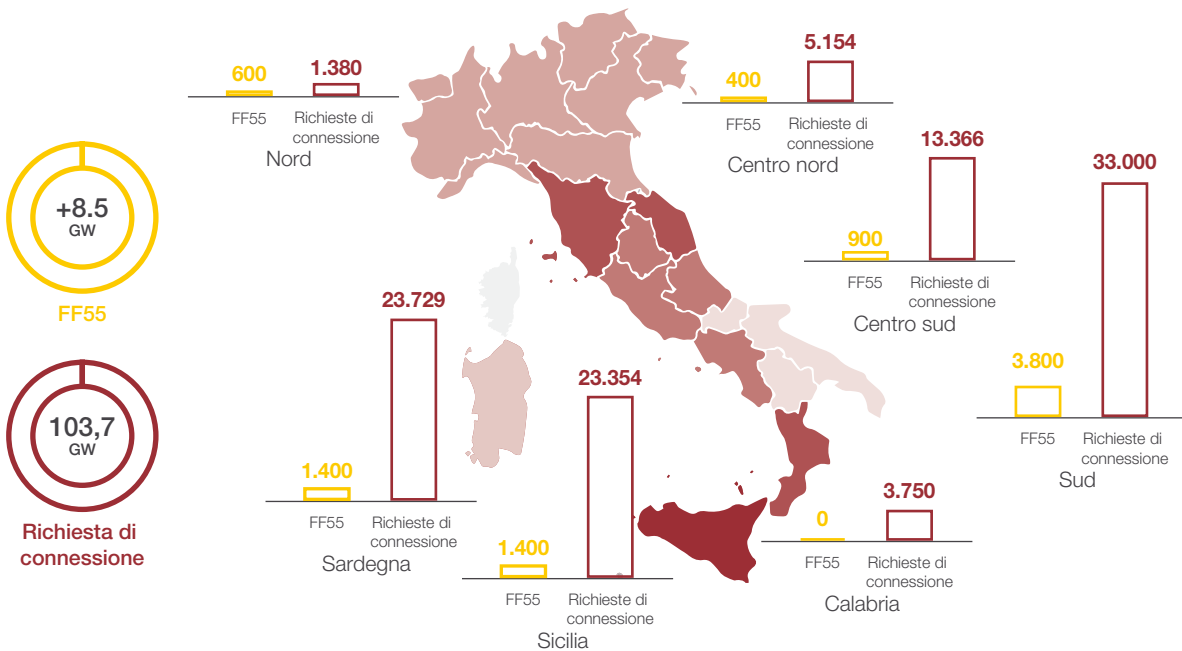 600
1.380
FF55
Richieste di
connessione
Nord
400
5.154
FF55
Richieste di
connessione
Centro nord
+8.5
GW
FF55
900
13.366
FF55
Richieste di
connessione
Centro sud
3.800
33.000
FF55
Richieste di
connessione
Sud
103,7
GW
Richiesta di
connessione
1.400
23.729
FF55
Richieste di
connessione
Sardegna
1.400
23.354
FF55
Richieste di
connessione
Sicilia
0
3.750
FF55
Richieste di
connessione
Calabria